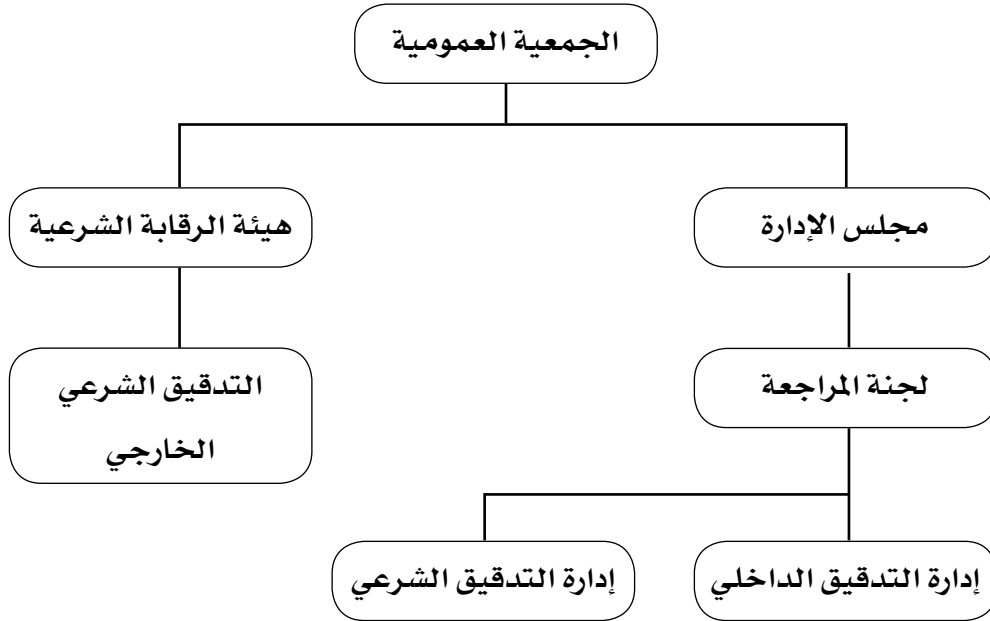 الجمعية العمومية
مجلس الإدارة
هيئة الرقابة الشرعية
لجنة المراجعة
التدقيق الشرعي
الخارجي
إدارة التدقيق الداخلي
إدارة التدقيق الشرعي